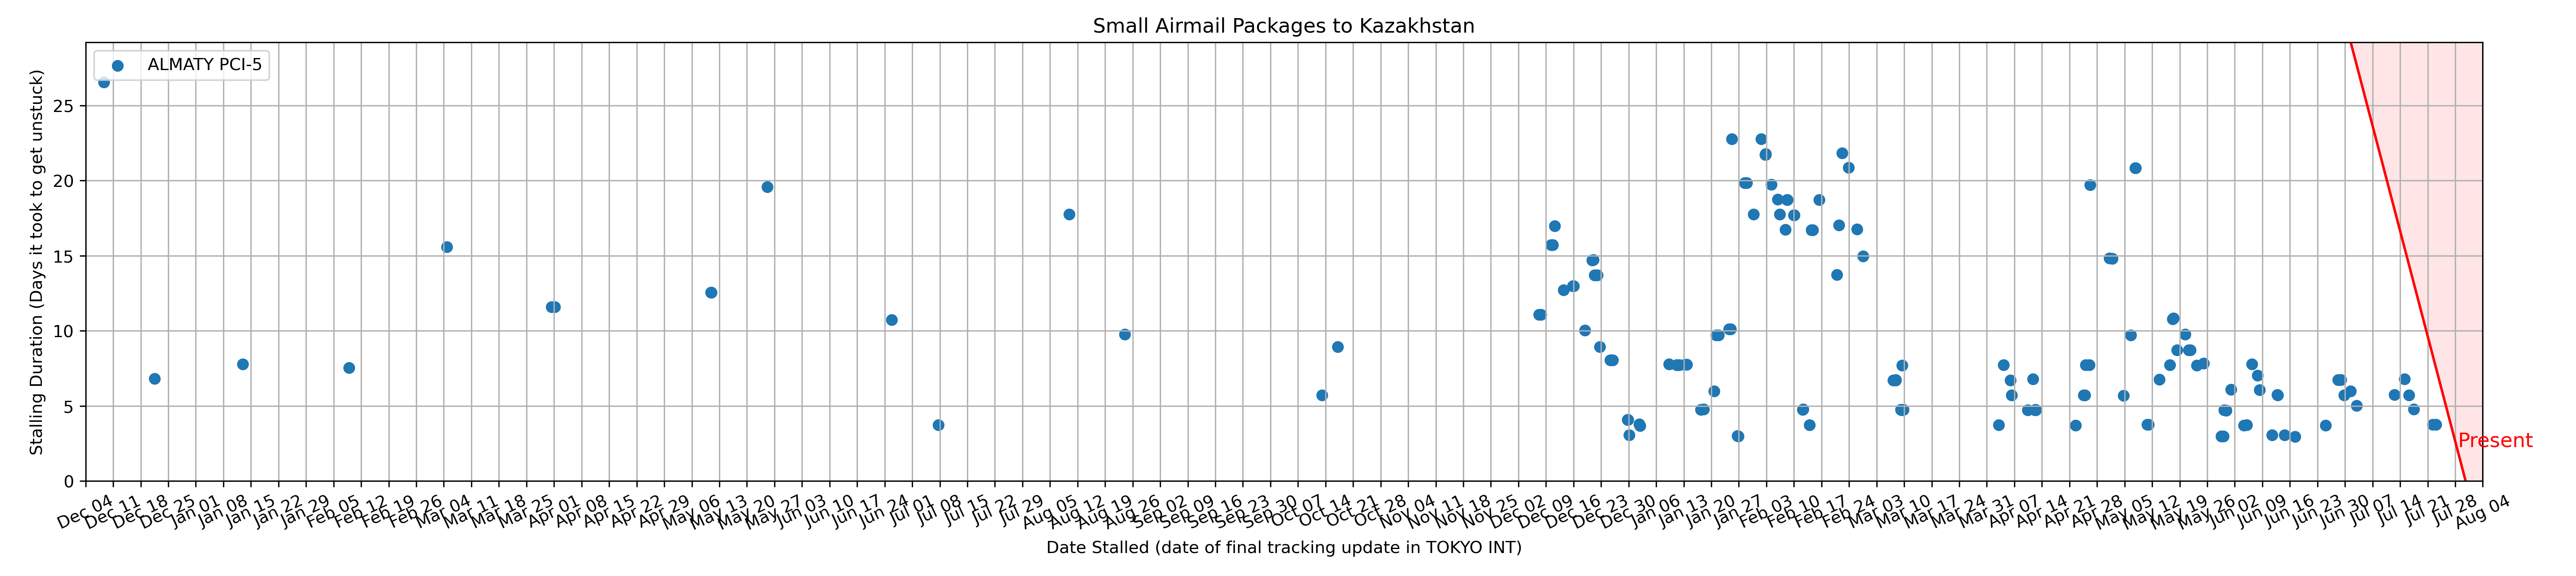 Small Airmail Packages to Kazakhstan
ALMATY PCI-5
Stalling Duration (Days it took to get unstuck)
25
20
15
10
5
0
Present
Dec 04 Dec 11 Dec 18 Dec 25 Jan 01 Jan 08 Jan 15 Jan 22 Jan 29 Feb 05 Feb 12 Feb 19 Feb 26 Mar 04 Mar 11 Mar 18 Mar 25 Apr 01 Apr 08 Apr 15 Apr 22 Apr 29 May 06 May 13 May 20 May 27 Jun 03 Jun 10 Jun 17 Jun 24 Jul 01 Jul 08 Jul 15 Jul 22 Jul 29 Aug 05 Aug 12 Aug 19 Aug 26 Sep 02 Sep 09 Sep 16 Sep 23 Sep 30 Oct 07 Oct 14 Oct 21 Oct 28 Nov 04 Nov 11 Nov 18 Nov 25 Dec 02 Dec 09 Dec 16 Dec 23 Dec 30 Jan 06 Jan 13 Jan 20 Jan 27 Feb 03 Feb 10 Feb 17 Feb 24 Mar 03 Mar 10 Mar 17 Mar 24 Mar 31 Apr 07 Apr 14 Apr 21 Apr 28 May 05 May 12 May 19 May 26 Jun 02 Jun 09 Jun 16 Jun 23 Jun 30 Jul 07 Jul 14 Jul 21 Jul 28 Aug 04
Date Stalled (date of final tracking update in TOKYO INT)